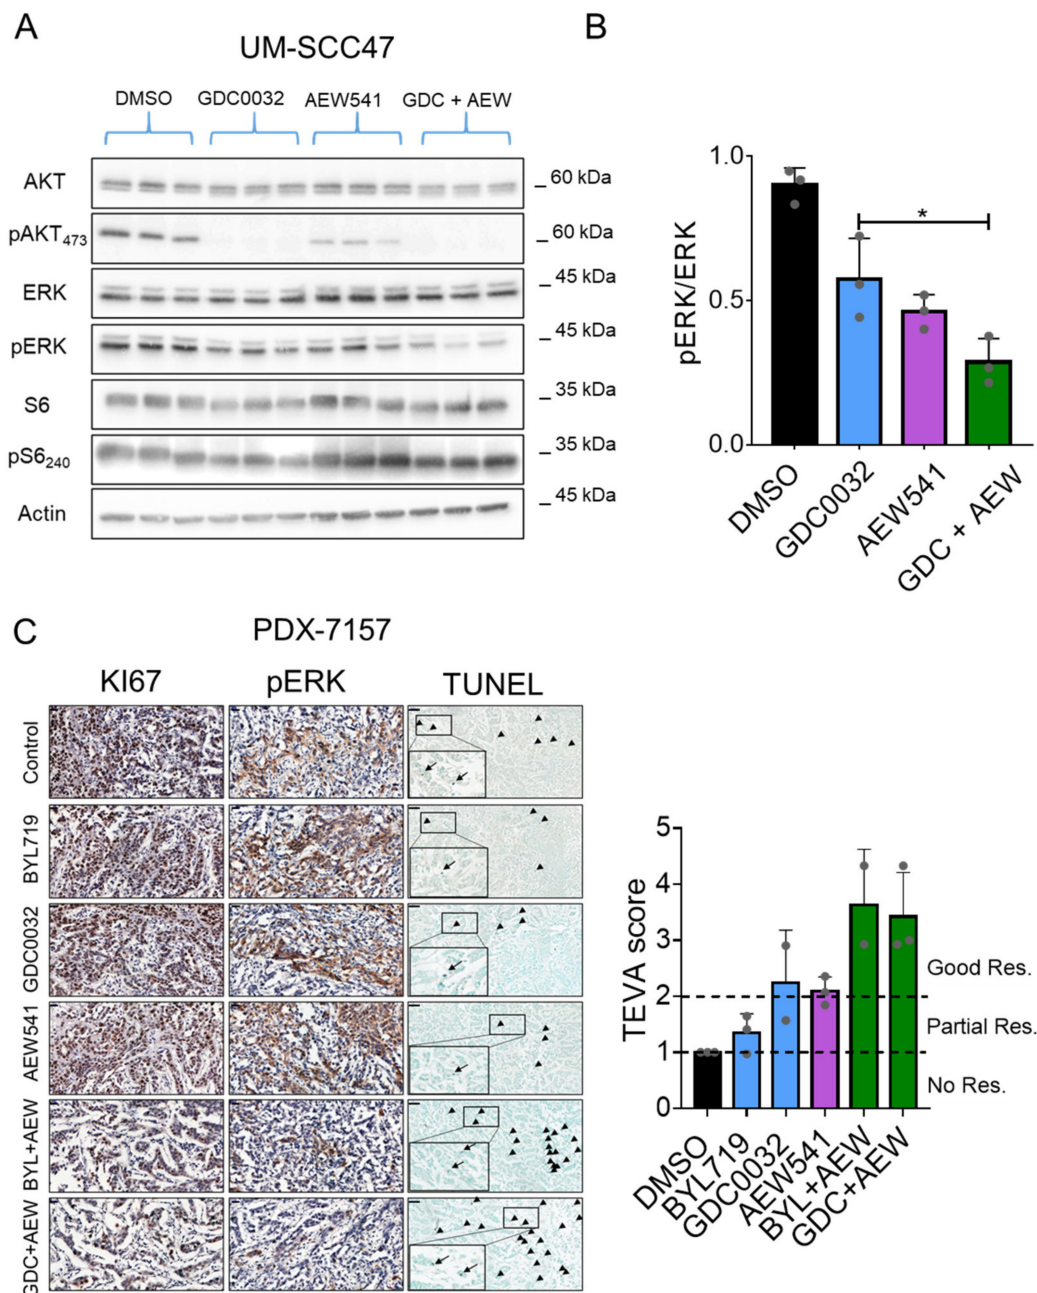 A
UM-SCC47
DMSO GDC0032 AEW541 GDC + AEW
AKT 60 kDa
pAKT473 60 kDa
ERK 45 kDa
pERK 45 kDa
S6 35 kDa
pS6240 35 kDa
Actin 45 kDa
B
pERK/ERK
1.0
0.5
0.0
*
DMSO
GDC0032
AEW541
GDC + AEW
C
PDX-7157
KI67 pERK TUNEL
Control
BYL719
GDC0032
AEW541
BYL+AEW
GDC+AEW
TEVA score
5
4
3
2
1
0
Good Res.
Partial Res.
No Res.
DMSO
BYL719
GDC0032
AEW541
BYL +AEW
GDC+AEW